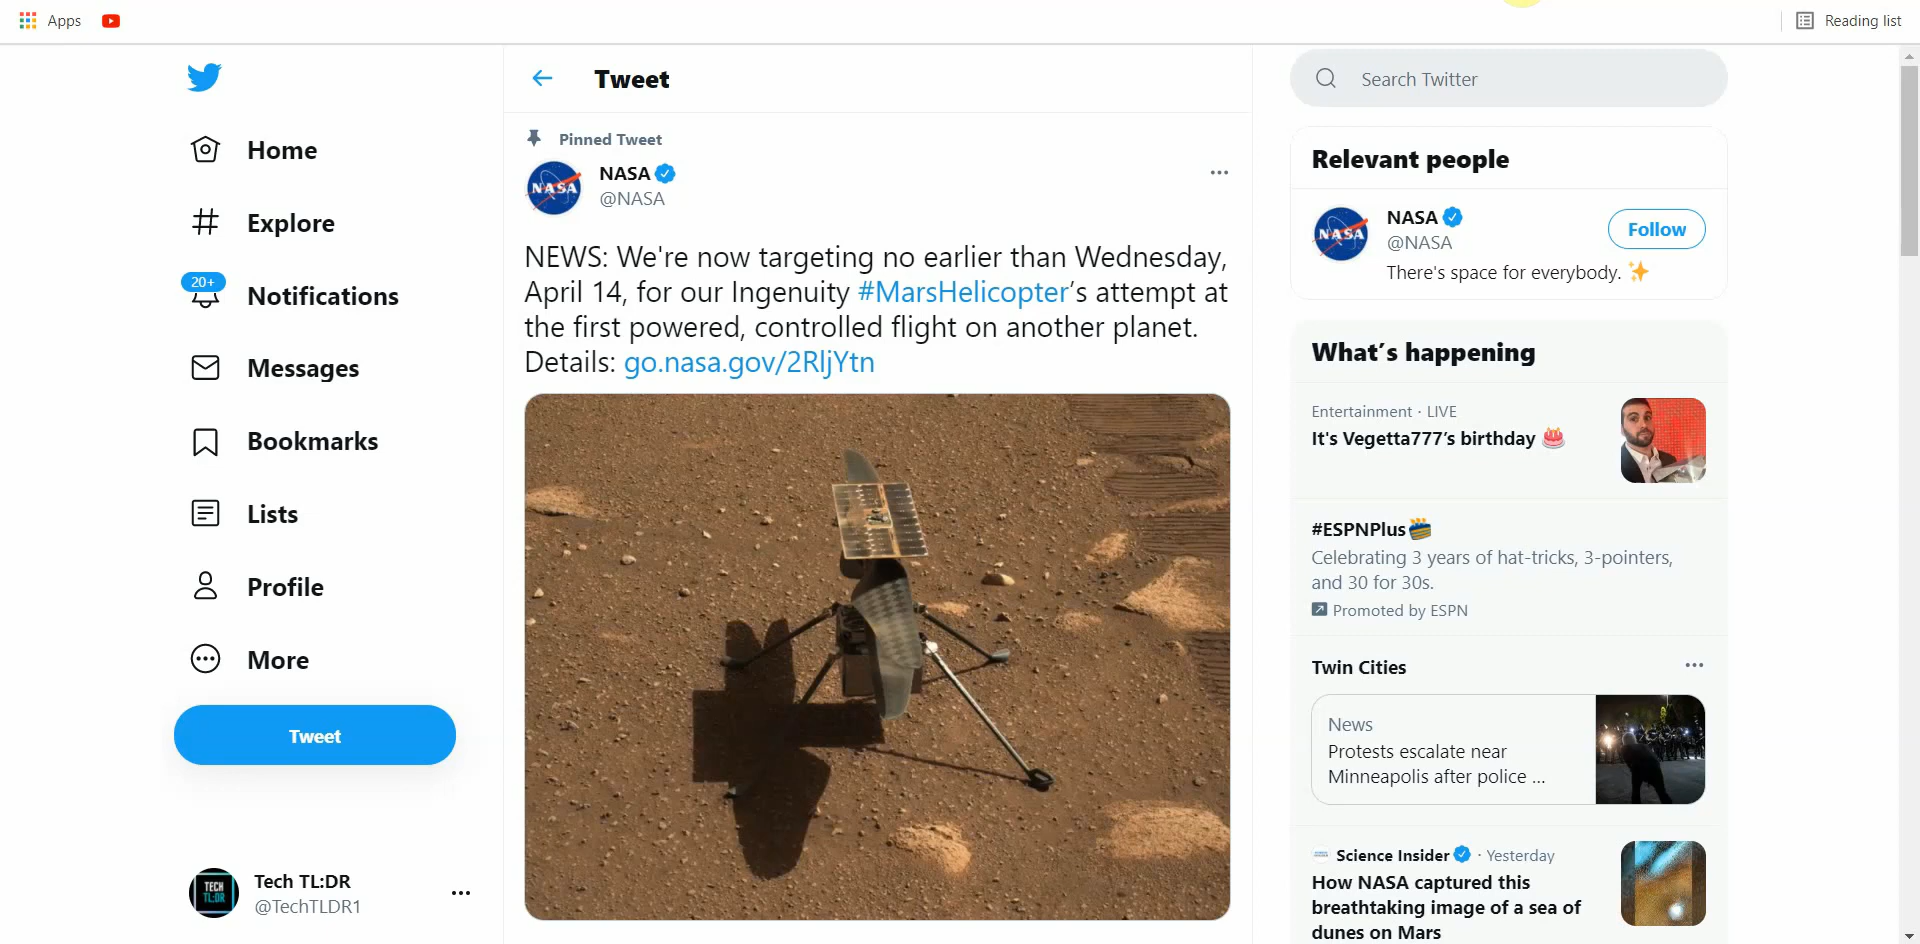 Apps
Reading list
Home
Explore
20+
Notifications
Messages
Bookmarks
Lists
Profile
More
Tweet
TECH
TL:DR
Tech TL:DR
@TechTLDR1
Tweet
Pinned Tweet
NASA
NASA
@NASA
NEWS: We're now targeting no earlier than Wednesday,
April 14, for our Ingenuity #MarsHelicopter’s attempt at
the first powered, controlled flight on another planet.
Details: go.nasa.gov/2RljYtn
Search Twitter
Relevant people
NASA
NASA
@NASA
Follow
There's space for everybody. ✨
What’s happening
Entertainment · LIVE
It's Vegetta777’s birthday 🎂
#ESPNPlus
Celebrating 3 years of hat-tricks, 3-pointers,
and 30 for 30s.
Promoted by ESPN
Twin Cities
News
Protests escalate near
Minneapolis after police ...
Science Insider · Yesterday
How NASA captured this
breathtaking image of a sea of
dunes on Mars